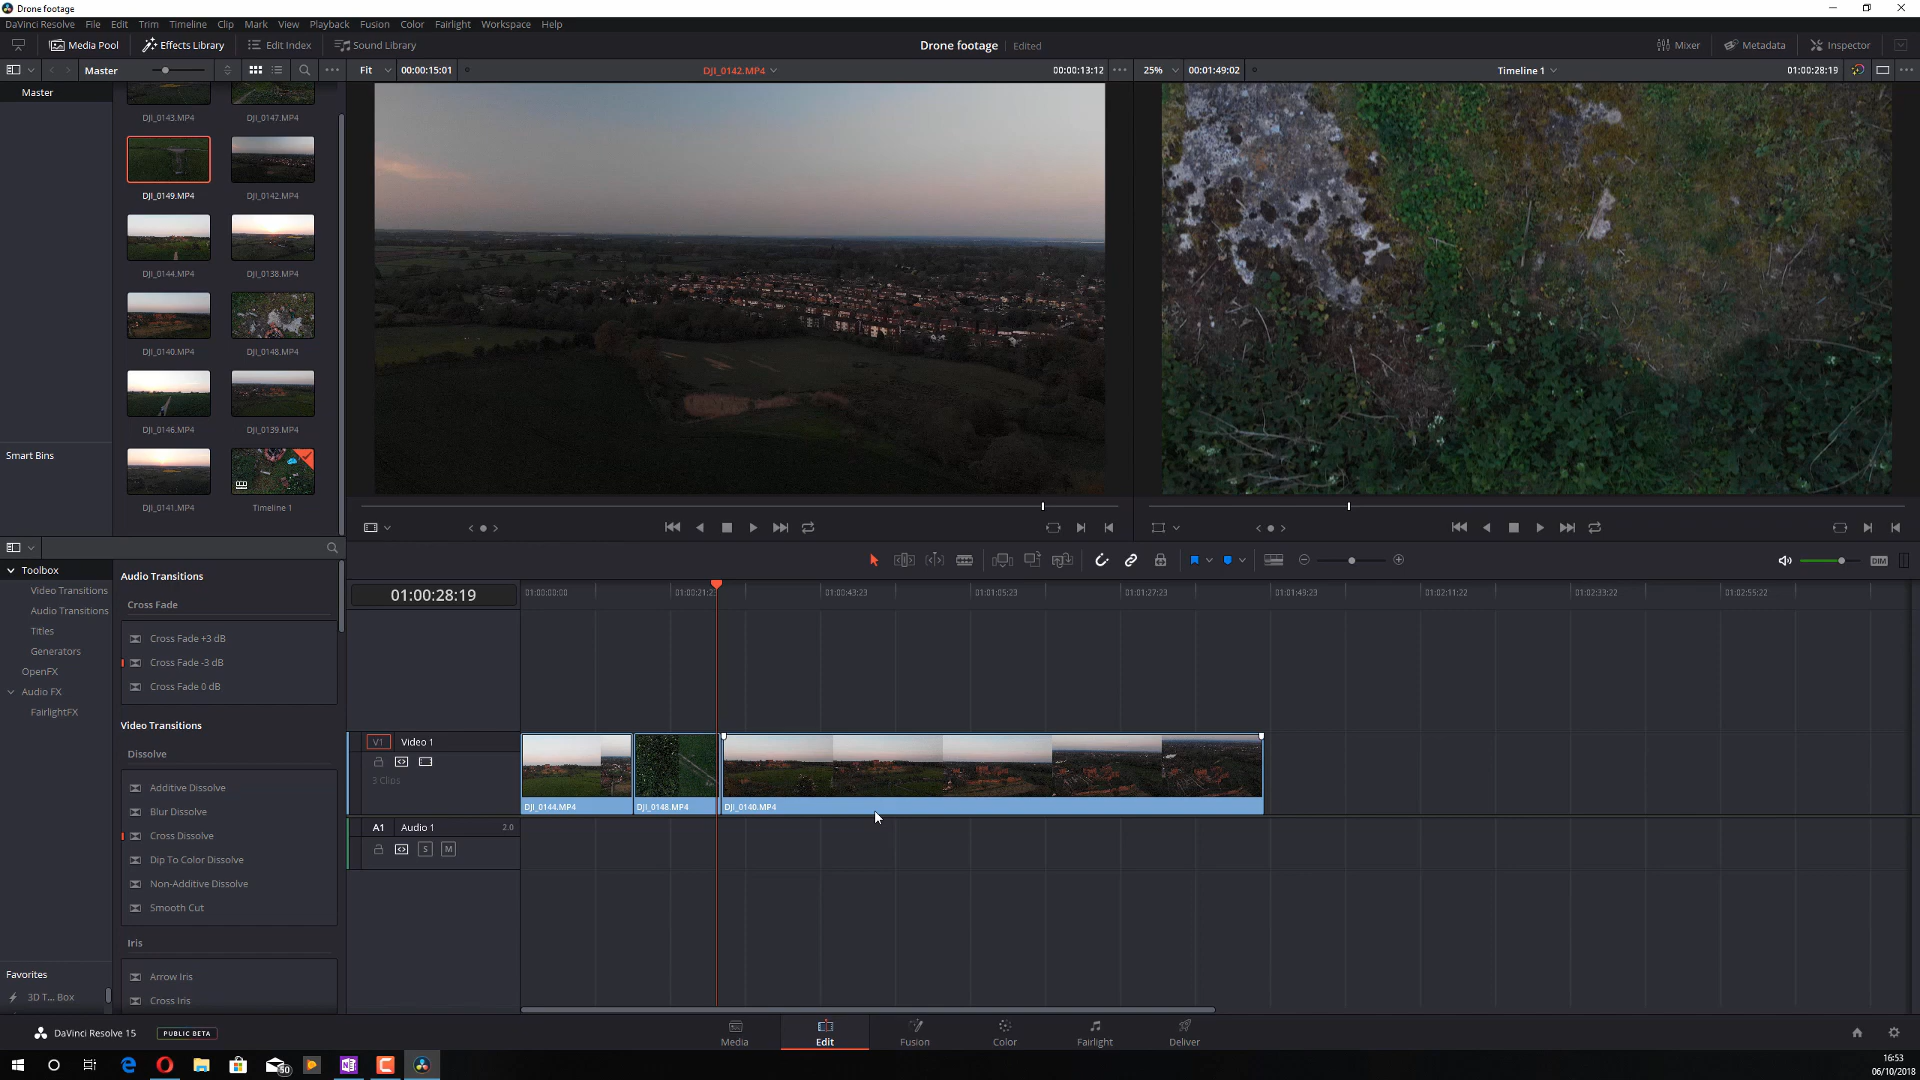 Drone footage
DaVinci Resolve File Edit Trim Timeline Clip Mark View Playback Fusion Color Fairlight Workspace Help
Media Pool Effects Library Edit Index Sound Library Drone footage Edited Mixer Metadata Inspector
Master Fit 00:00:15:01 DJI_0142.MP4 00:00:13:12 25% 00:01:49:02 Timeline 1 01:00:28:19
Master
DJI_0143.MP4 DJI_0147.MP4
DJI_0149.MP4 DJI_0142.MP4
DJI_0144.MP4 DJI_0138.MP4
DJI_0140.MP4 DJI_0148.MP4
DJI_0146.MP4 DJI_0139.MP4
Smart Bins
DJI_0141.MP4 Timeline 1
DIM
Toolbox
Video Transitions
Audio Transitions
Titles
Generators
OpenFX
Audio FX
FairlightFX
Audio Transitions
Cross Fade
Cross Fade +3 dB
Cross Fade -3 dB
Cross Fade 0 dB
Video Transitions
Dissolve
Additive Dissolve
Blur Dissolve
Cross Dissolve
Dip To Color Dissolve
Non-Additive Dissolve
Smooth Cut
Iris
Arrow Iris
Cross Iris
Favorites
3D T... Box
01:00:28:19 01:00:00:00 01:00:21:2 01:00:43:23 01:01:05:23 01:01:27:23 01:01:49:23 01:02:11:22 01:02:33:22 01:02:55:22
V1 Video 1
3 Clips
DJI_0144.MP4 DJI_0148.MP4 DJI_0140.MP4
A1 Audio 1 2.0
S M
DaVinci Resolve 15 PUBLIC BETA
Media Edit Fusion Color Fairlight Deliver
50
16:53
06/10/2018